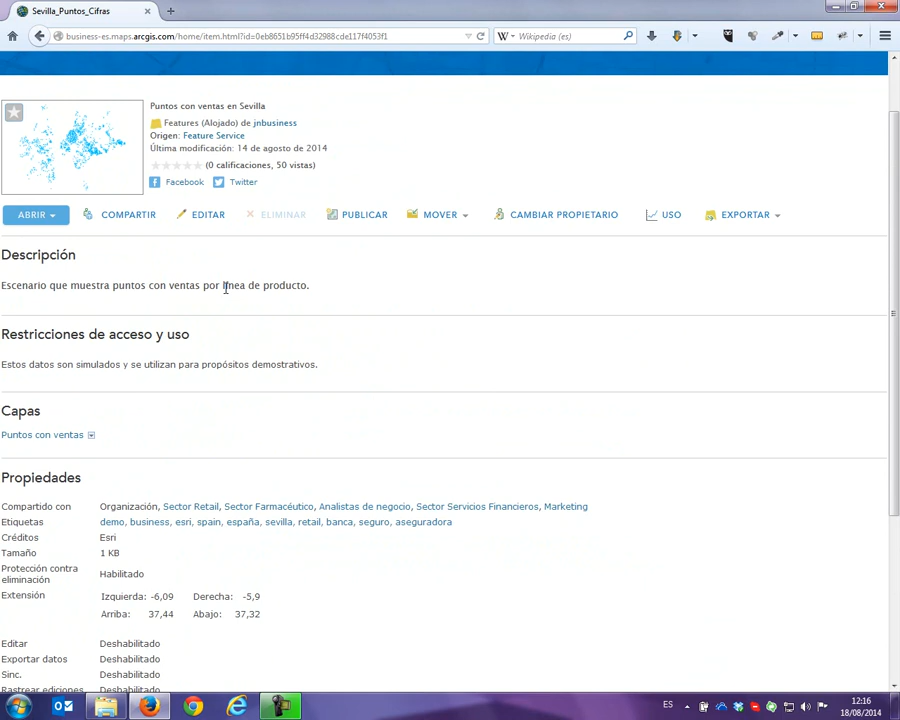 Sevilla_Puntos_Cifras
business-es.maps.arcgis.com/home/item.html?id=0eb8651b95ff4d32988cde117f4053f1
Wikipedia (es)
Puntos con ventas en Sevilla
Features (Alojado) de jnbusiness
Origen: Feature Service
Última modificación: 14 de agosto de 2014
(0 calificaciones, 50 vistas)
Facebook Twitter
ABRIR COMPARTIR EDITAR ELIMINAR PUBLICAR MOVER CAMBIAR PROPIETARIO USO EXPORTAR
Descripción
Escenario que muestra puntos con ventas por línea de producto.
Restricciones de acceso y uso
Estos datos son simulados y se utilizan para propósitos demostrativos.
Capas
Puntos con ventas
Propiedades
Compartido con Organización, Sector Retail, Sector Farmacéutico, Analistas de negocio, Sector Servicios Financieros, Marketing
Etiquetas demo, business, esri, spain, españa, sevilla, retail, banca, seguro, aseguradora
Créditos Esri
Tamaño 1 KB
Protección contra eliminación Habilitado
Extensión Izquierda: -6,09 Derecha: -5,9
Arriba: 37,44 Abajo: 37,32
Editar Deshabilitado
Exportar datos Deshabilitado
Sinc. Deshabilitado
Rastrear ediciones Deshabilitado
ES 12:16
18/08/2014